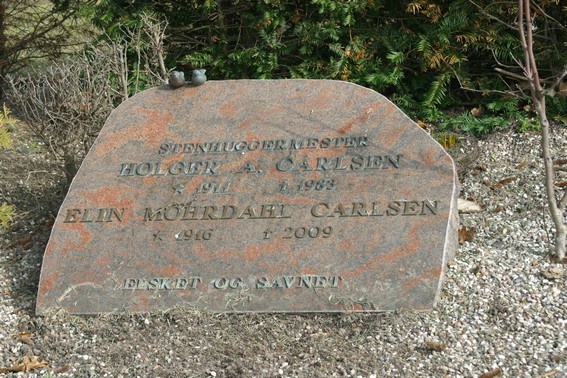 STENHUGGERMESTER
HOLGER A. CARLSEN
* 1911 † 1983
ELIN MÖHRDAHL CARLSEN
* 1916 † 2009
ELSKET OG SAVNET